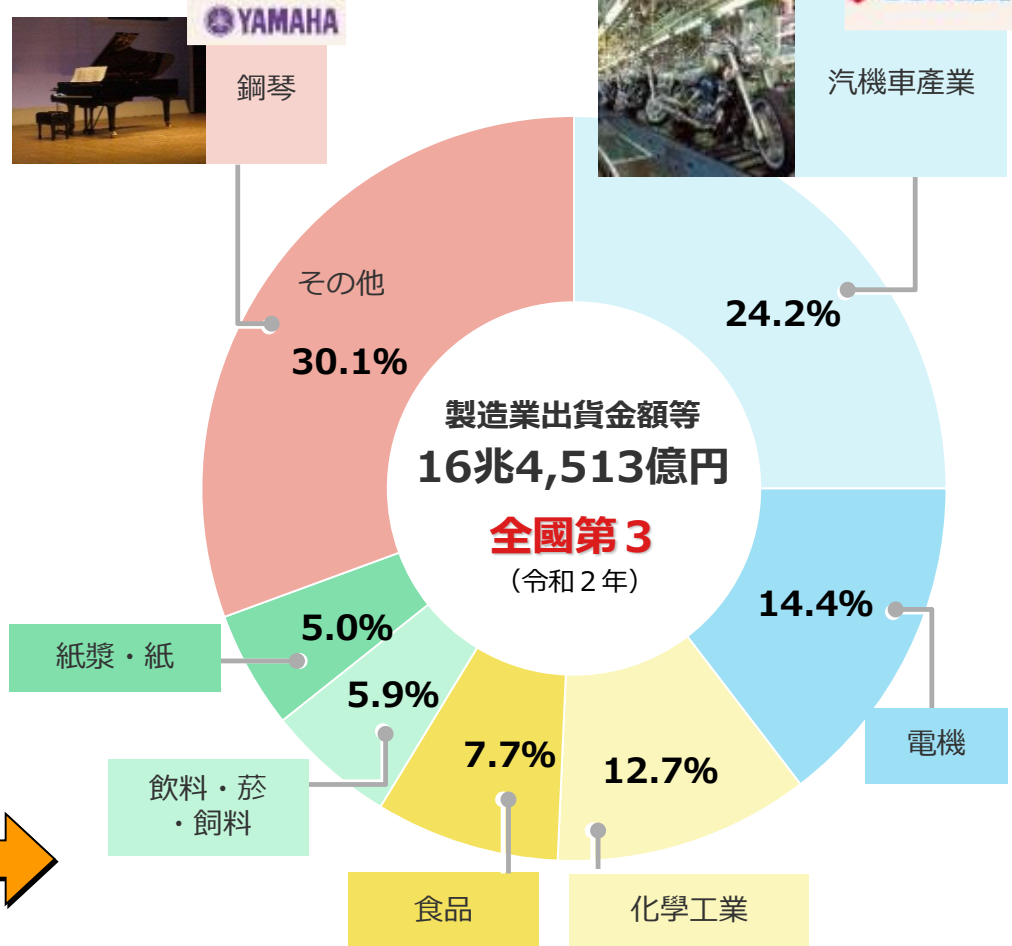 YAMAHA
鋼琴
汽機車產業
その他
30.1%
24.2%
製造業出貨金額等
16兆4,513億円
全國第３
（令和２年）
14.4%
5.0%
紙漿・紙
5.9%
電機
7.7%
12.7%
飲料・菸
・飼料
食品
化學工業